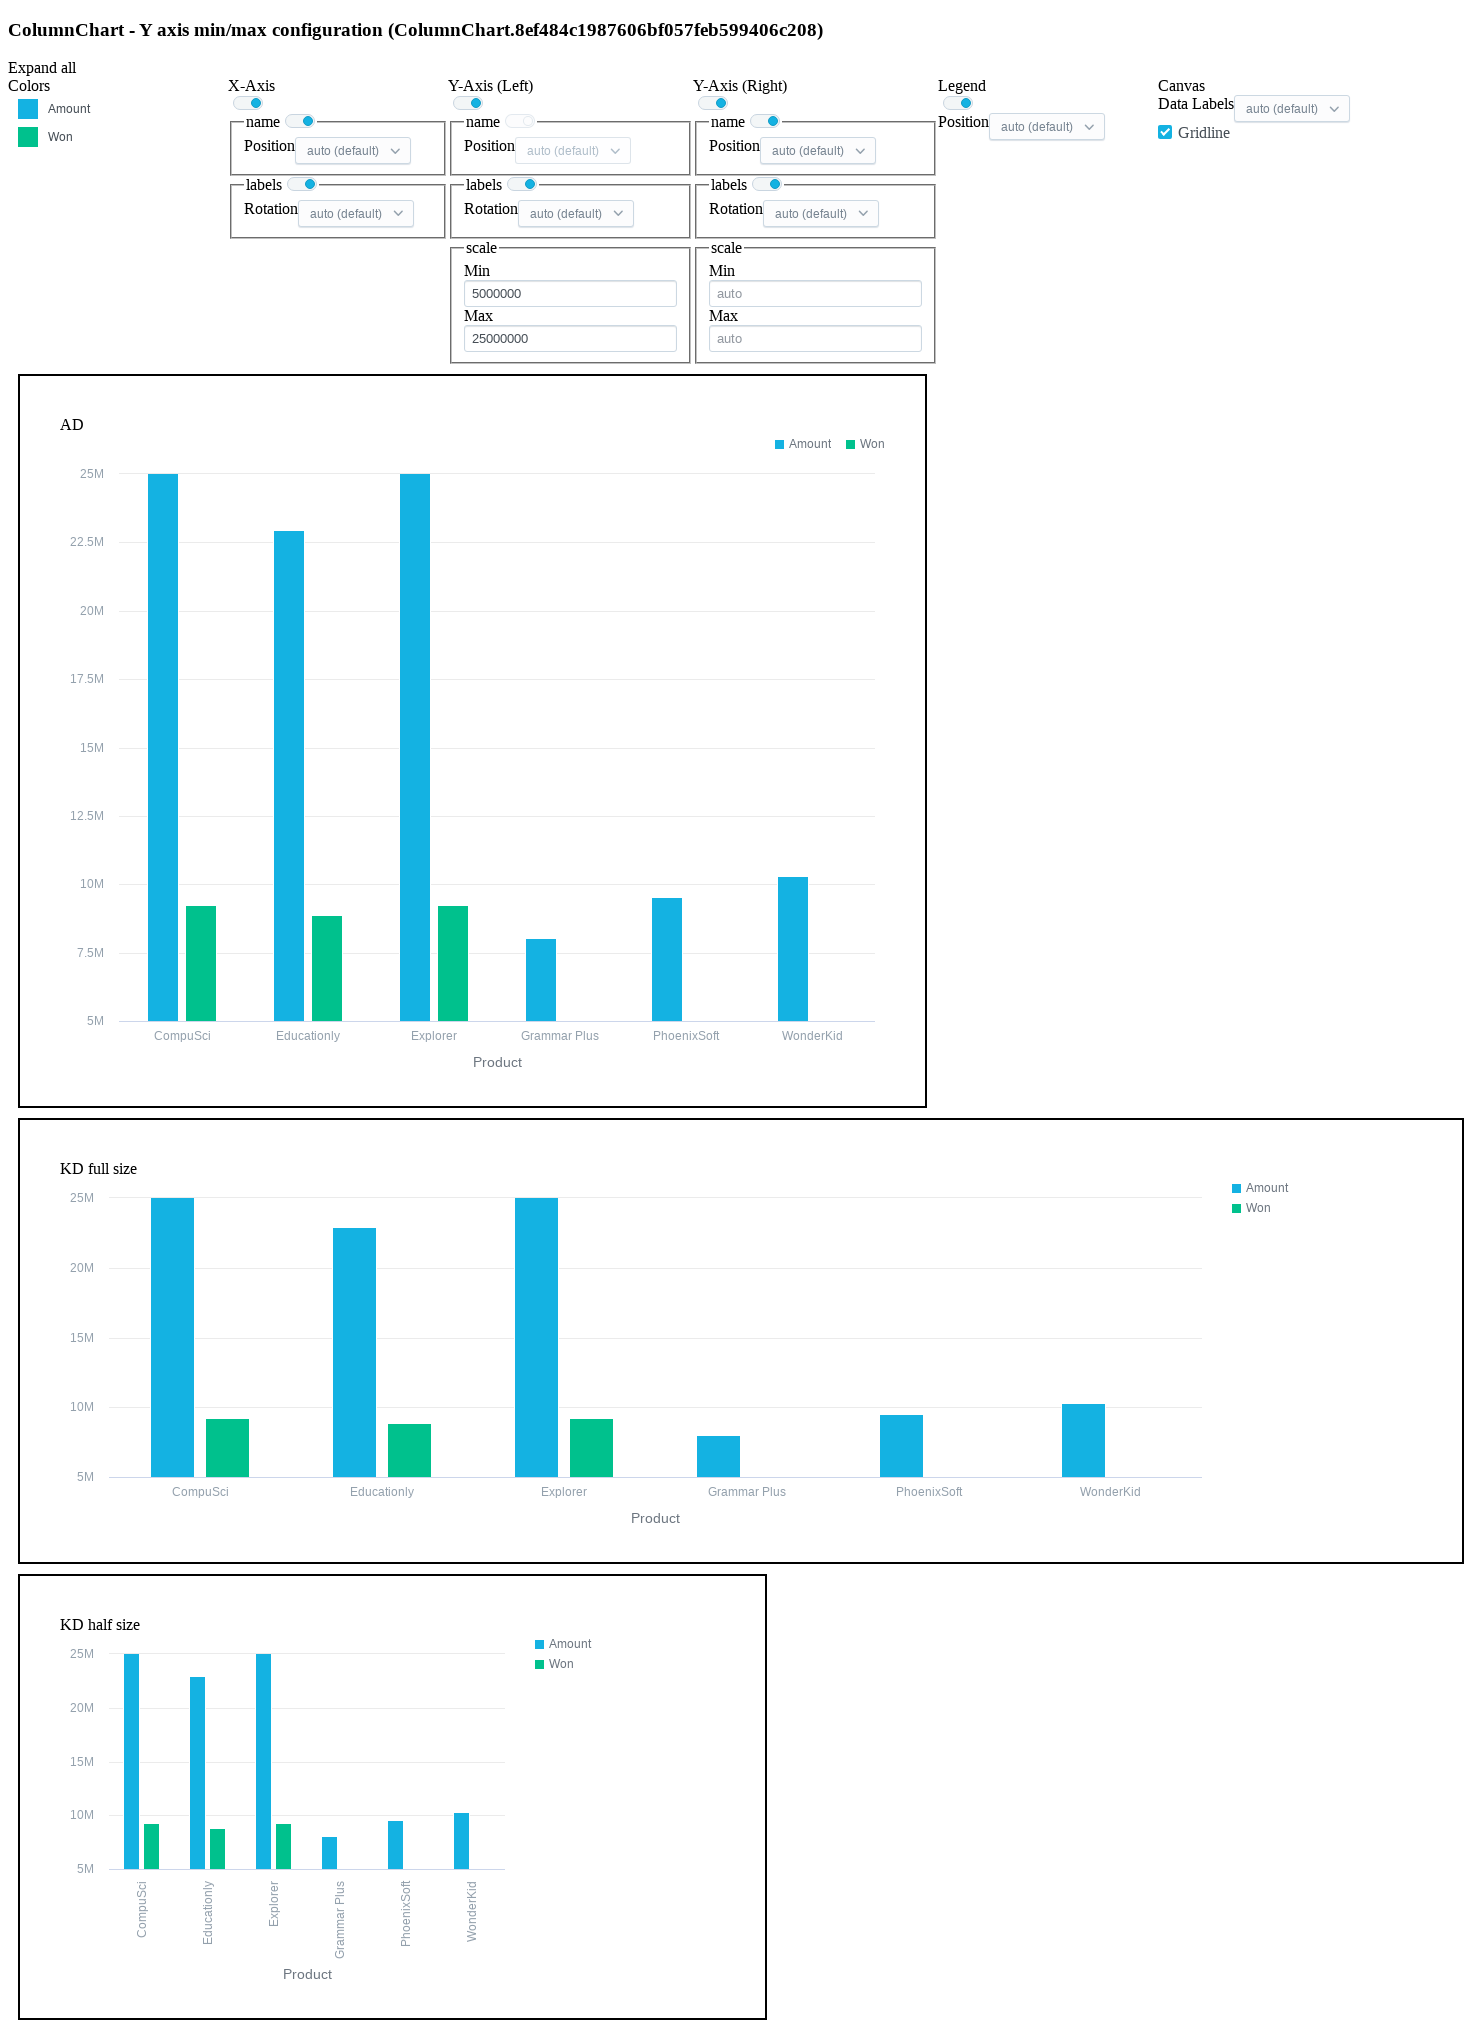 ColumnChart - Y axis min/max configuration (ColumnChart.8ef484c1987606bf057feb599406c208)
Expand all
Colors
Amount
Won
X-Axis
name
Position auto (default)
labels
Rotation auto (default)
Y-Axis (Left)
name
Position auto (default)
labels
Rotation auto (default)
scale
Min
5000000
Max
25000000
Y-Axis (Right)
name
Position auto (default)
labels
Rotation auto (default)
scale
Min
auto
Max
auto
Legend
Position auto (default)
Canvas
Data Labels auto (default)
Gridline
AD
Amount Won
25M
22.5M
20M
17.5M
15M
12.5M
10M
7.5M
5M
CompuSci Educationly Explorer Grammar Plus PhoenixSoft WonderKid
Product
KD full size
Amount
Won
25M
20M
15M
10M
5M
CompuSci Educationly Explorer Grammar Plus PhoenixSoft WonderKid
Product
KD half size
Amount
Won
25M
20M
15M
10M
5M
CompuSci
Educationly
Explorer
Grammar Plus
PhoenixSoft
WonderKid
Product